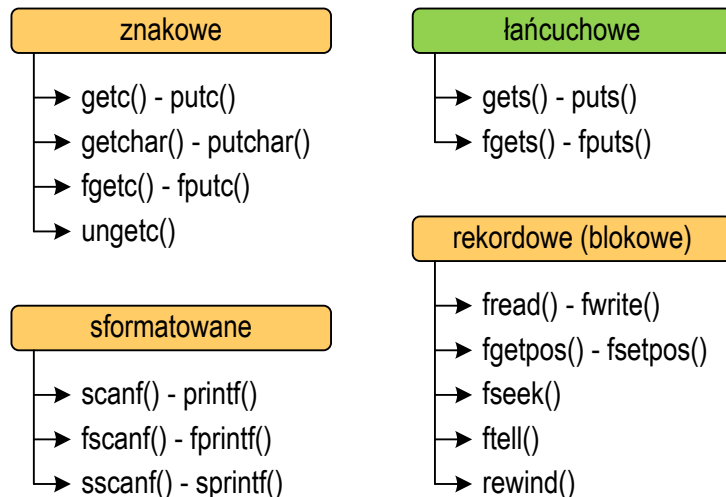 znakowe
getc() - putc()
getchar() - putchar()
fgetc() - fputc()
ungetc()
sformatowane
scanf() - printf()
fscanf() - fprintf()
sscanf() - sprintf()
łańcuchowe
gets() - puts()
fgets() - fputs()
rekordowe (blokowe)
fread() - fwrite()
fgetpos() - fsetpos()
fseek()
ftell()
rewind()